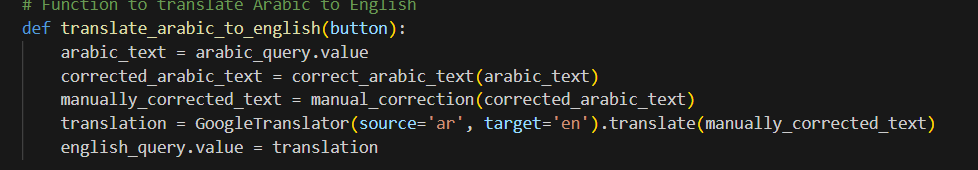 # Function to translate Arabic to English
def translate_arabic_to_english(button):
    arabic_text = arabic_query.value
    corrected_arabic_text = correct_arabic_text(arabic_text)
    manually_corrected_text = manual_correction(corrected_arabic_text)
    translation = GoogleTranslator(source='ar', target='en').translate(manually_corrected_text)
    english_query.value = translation